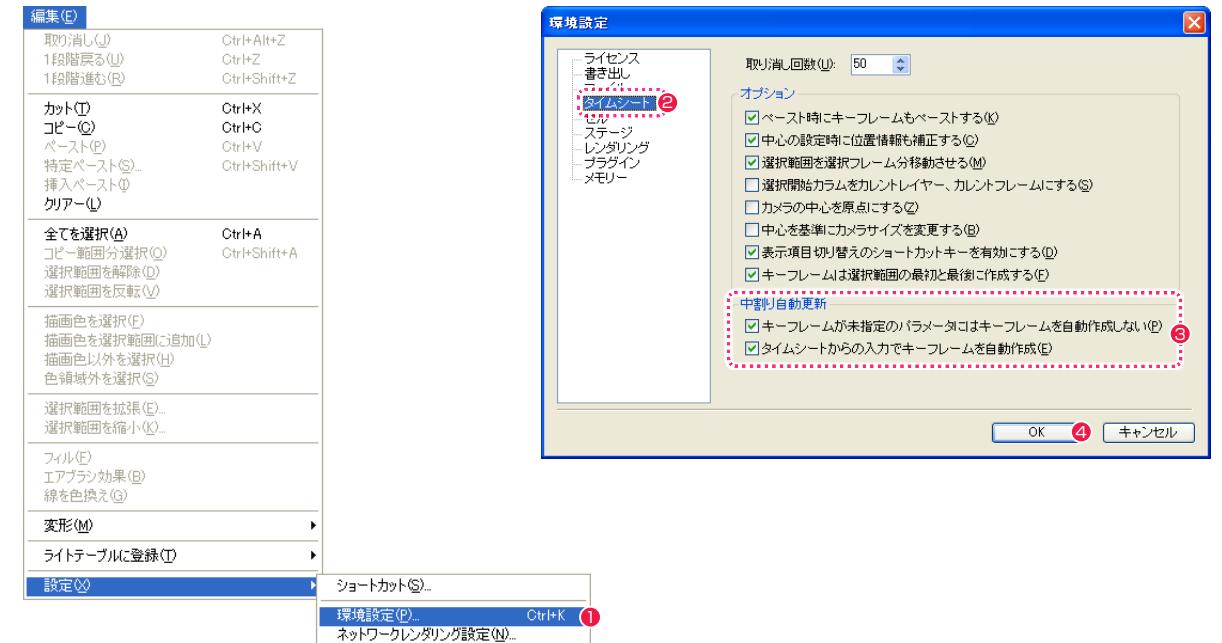 編集(E)
取り消し(J) Ctrl+Alt+Z
1段階戻る(U) Ctrl+Z
1段階進む(R) Ctrl+Shift+Z
カット(T) Ctrl+X
コピー(C) Ctrl+C
ペースト(P) Ctrl+V
特定ペースト(S)... Ctrl+Shift+V
挿入ペースト(I)
クリアー(L)
全てを選択(A) Ctrl+A
コピー範囲分選択(O) Ctrl+Shift+A
選択範囲を解除(D)
選択範囲を反転(V)
描画色を選択(F)
描画色を選択範囲に追加(L)
描画色以外を選択(H)
色領域外を選択(S)
選択範囲を拡張(E)...
選択範囲を縮小(K)...
フィル(F)
エアブラシ効果(B)
線を色換え(G)
変形(M)
ライトテーブルに登録(T)
設定(X)
ショートカット(S)...
環境設定(P)... Ctrl+K 1
ネットワークレンダリング設定(N)...
環境設定
ライセンス
書き出し
タイムシート 2
セル
ステージ
レンダリング
プラグイン
メモリー
取り消し回数(U): 50
オプション
ペースト時にキーフレームもペーストする(K)
中心の設定時に位置情報も補正する(C)
選択範囲を選択フレーム分移動させる(M)
選択開始カラムをカレントレイヤー、カレントフレームにする(S)
カメラの中心を原点にする(Z)
中心を基準にカメラサイズを変更する(B)
表示項目切り替えのショートカットキーを有効にする(D)
キーフレームは選択範囲の最初と最後に作成する(F)
中割り自動更新
キーフレームが未指定のパラメータにはキーフレームを自動作成しない(P)
タイムシートからの入力でキーフレームを自動作成(E)
3
OK 4 キャンセル